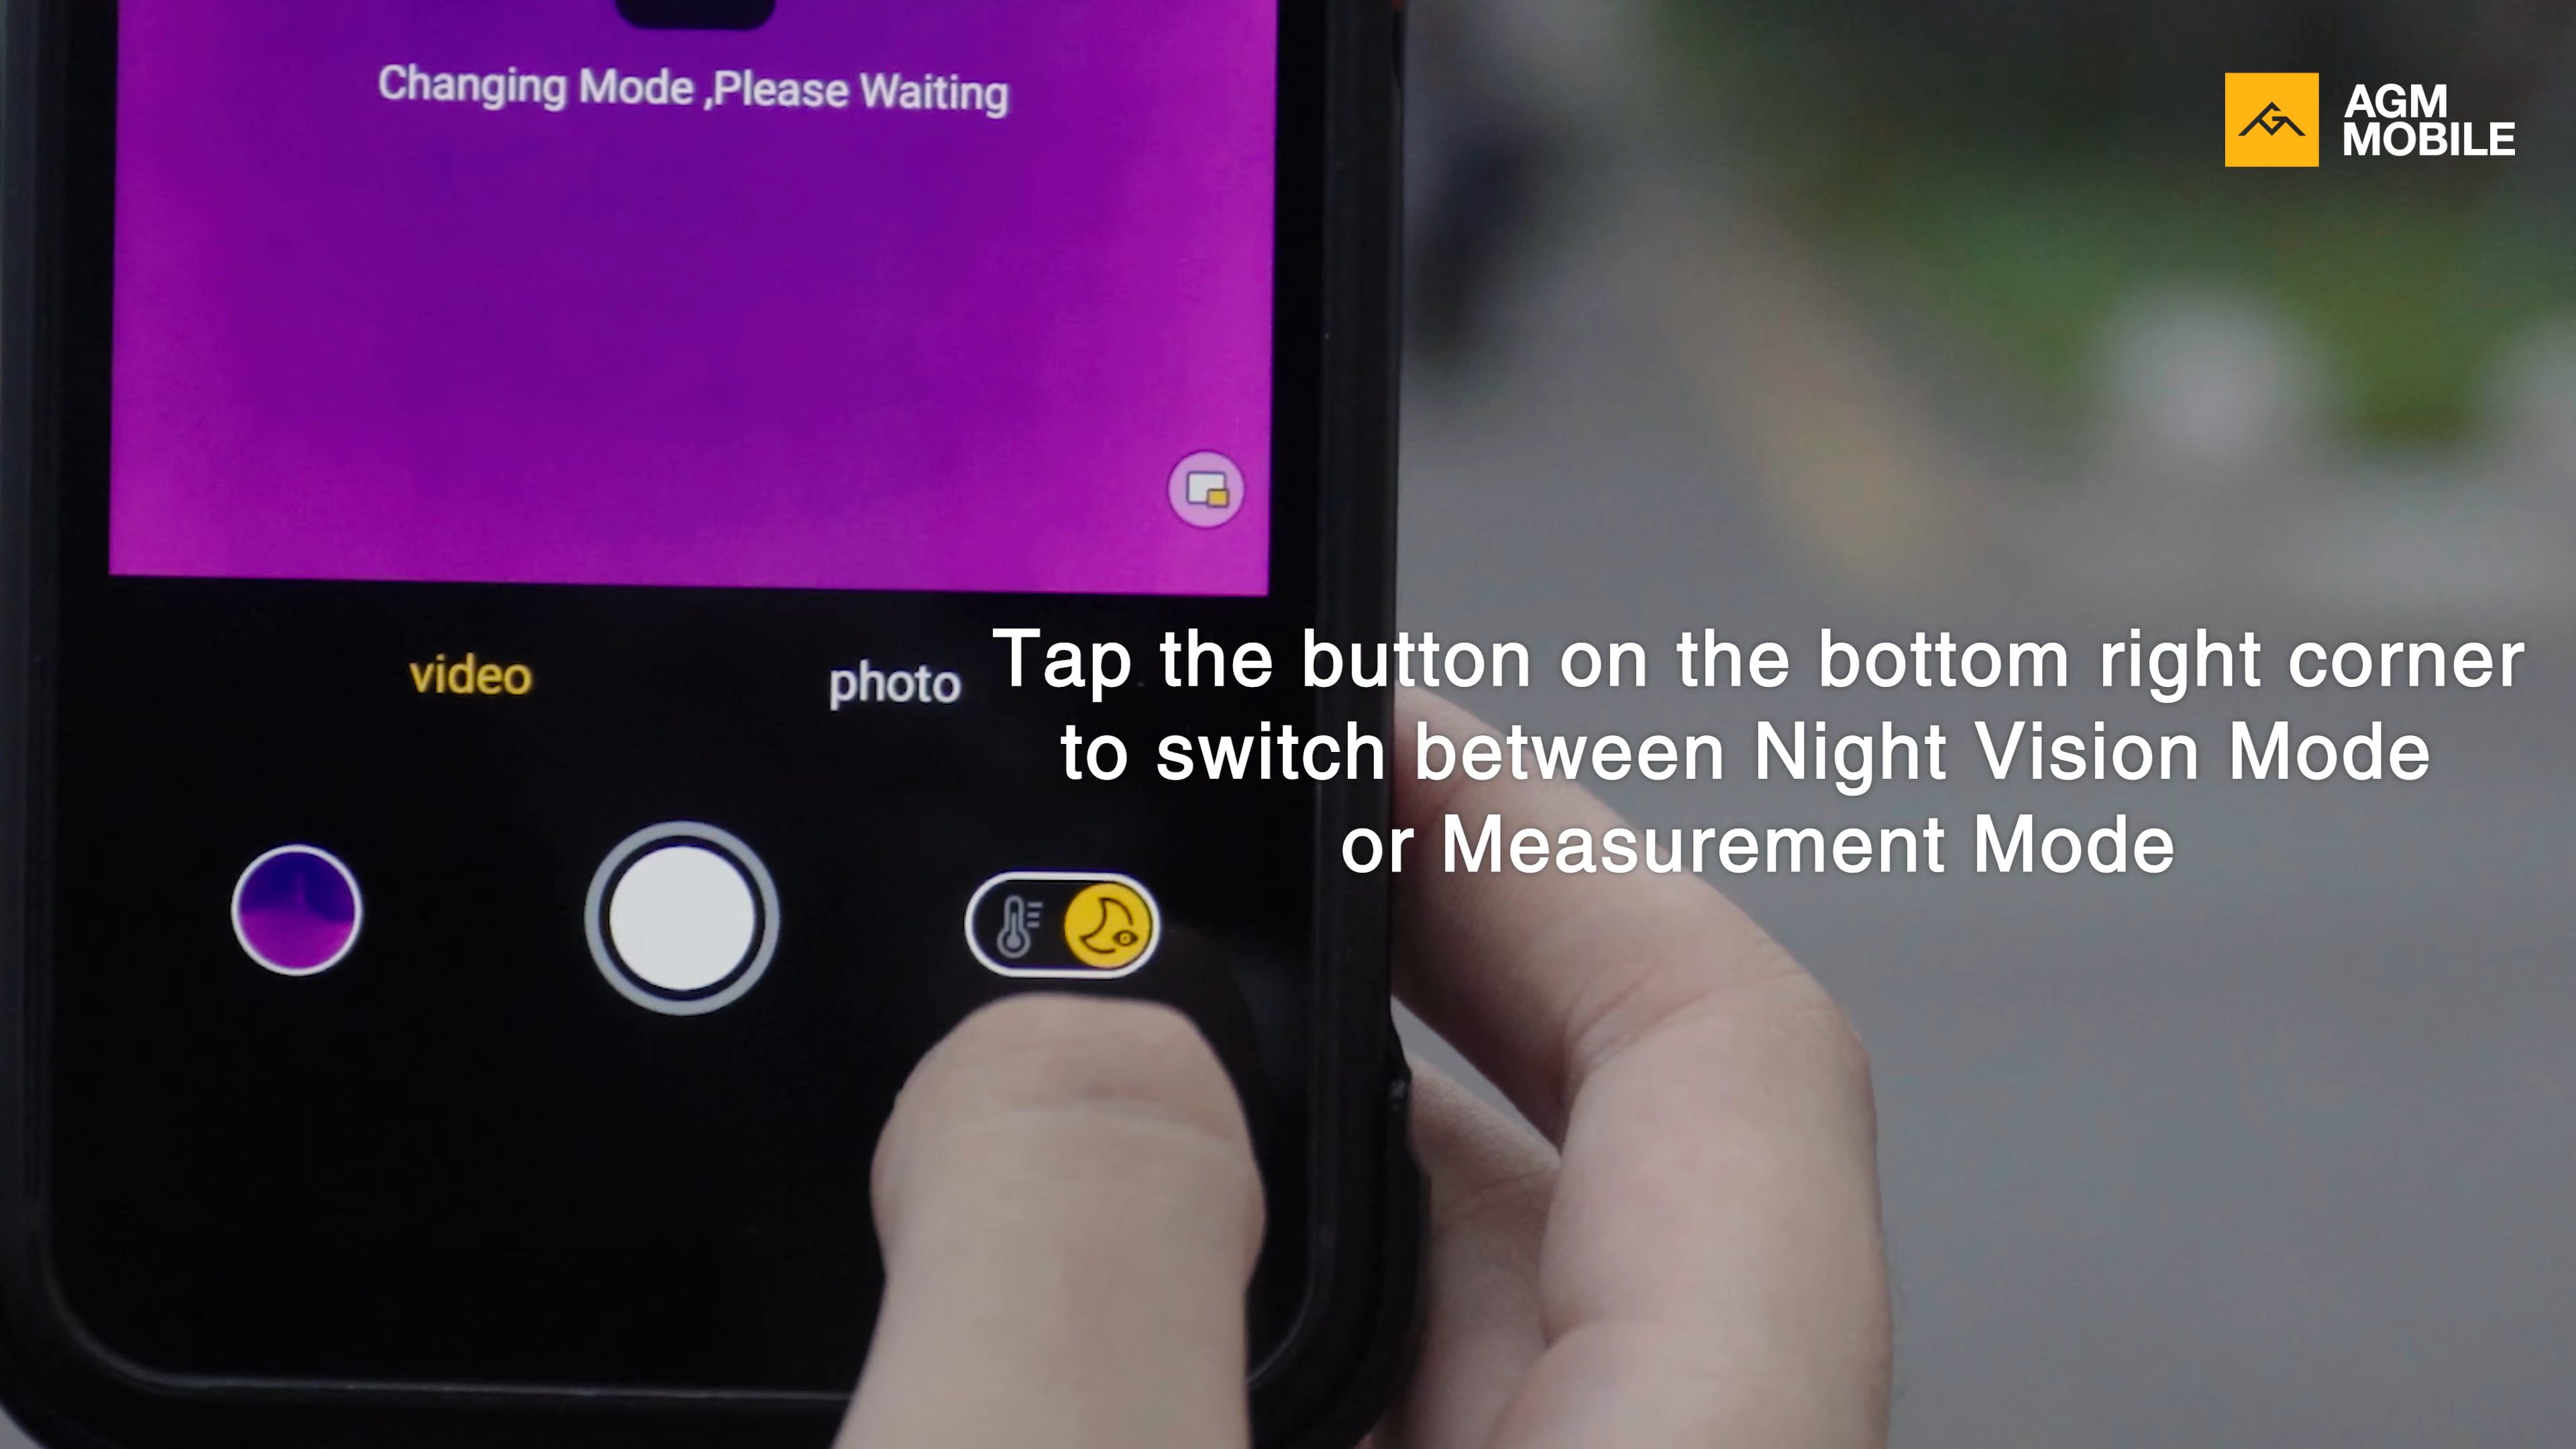 Changing Mode ,Please Waiting
AGM
MOBILE
video
photo
Tap the button on the bottom right corner
to switch between Night Vision Mode
or Measurement Mode